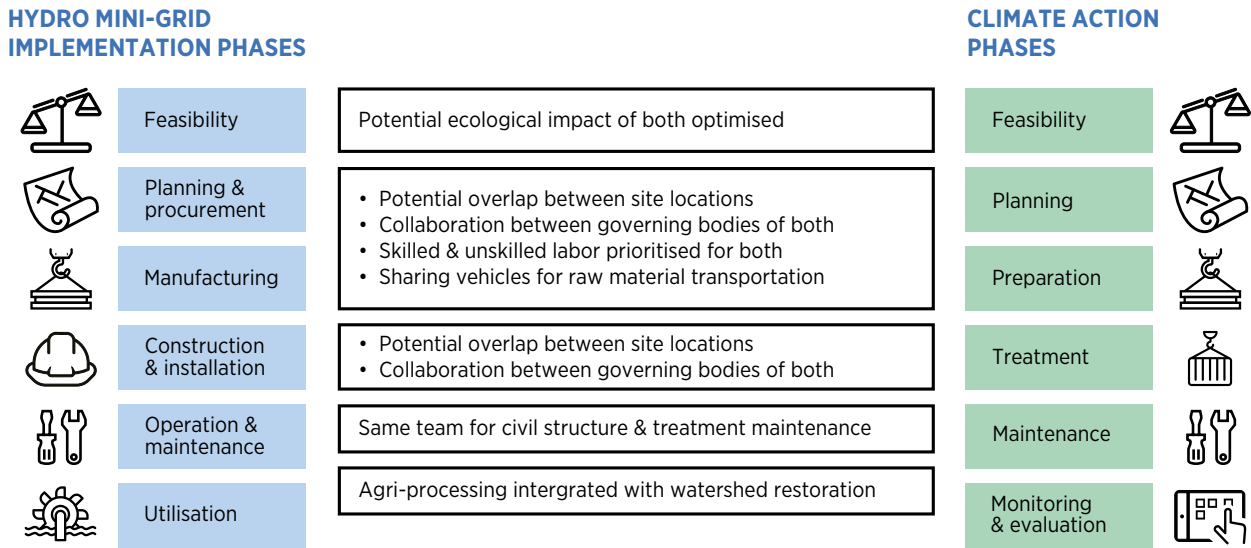 HYDRO MINI-GRID
IMPLEMENTATION PHASES
CLIMATE ACTION
PHASES
Feasibility
Potential ecological impact of both optimised
Feasibility
Planning &
procurement
• Potential overlap between site locations
• Collaboration between governing bodies of both
• Skilled & unskilled labor prioritised for both
• Sharing vehicles for raw material transportation
Planning
Manufacturing
Preparation
Construction
& installation
• Potential overlap between site locations
• Collaboration between governing bodies of both
Treatment
Operation &
maintenance
Same team for civil structure & treatment maintenance
Maintenance
Utilisation
Agri-processing intergrated with watershed restoration
Monitoring
& evaluation